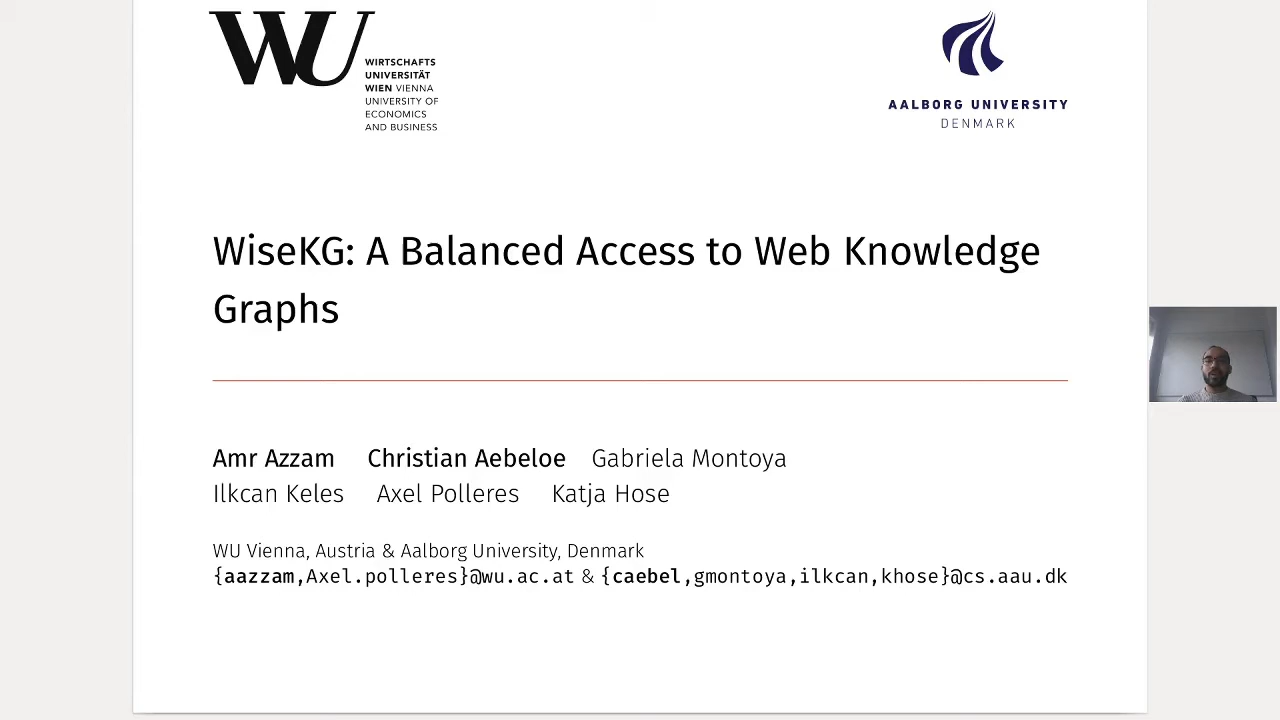 WU
WIRTSCHAFTS
UNIVERSITÄT
WIEN VIENNA
UNIVERSITY OF
ECONOMICS
AND BUSINESS
AALBORG UNIVERSITY
DENMARK
WiseKG: A Balanced Access to Web Knowledge
Graphs
Amr Azzam Christian Aebeloe Gabriela Montoya
Ilkcan Keles Axel Polleres Katja Hose
WU Vienna, Austria & Aalborg University, Denmark
{aazzam,Axel.polleres}@wu.ac.at & {caebel,gmontoya,ilkcan,khose}@cs.aau.dk